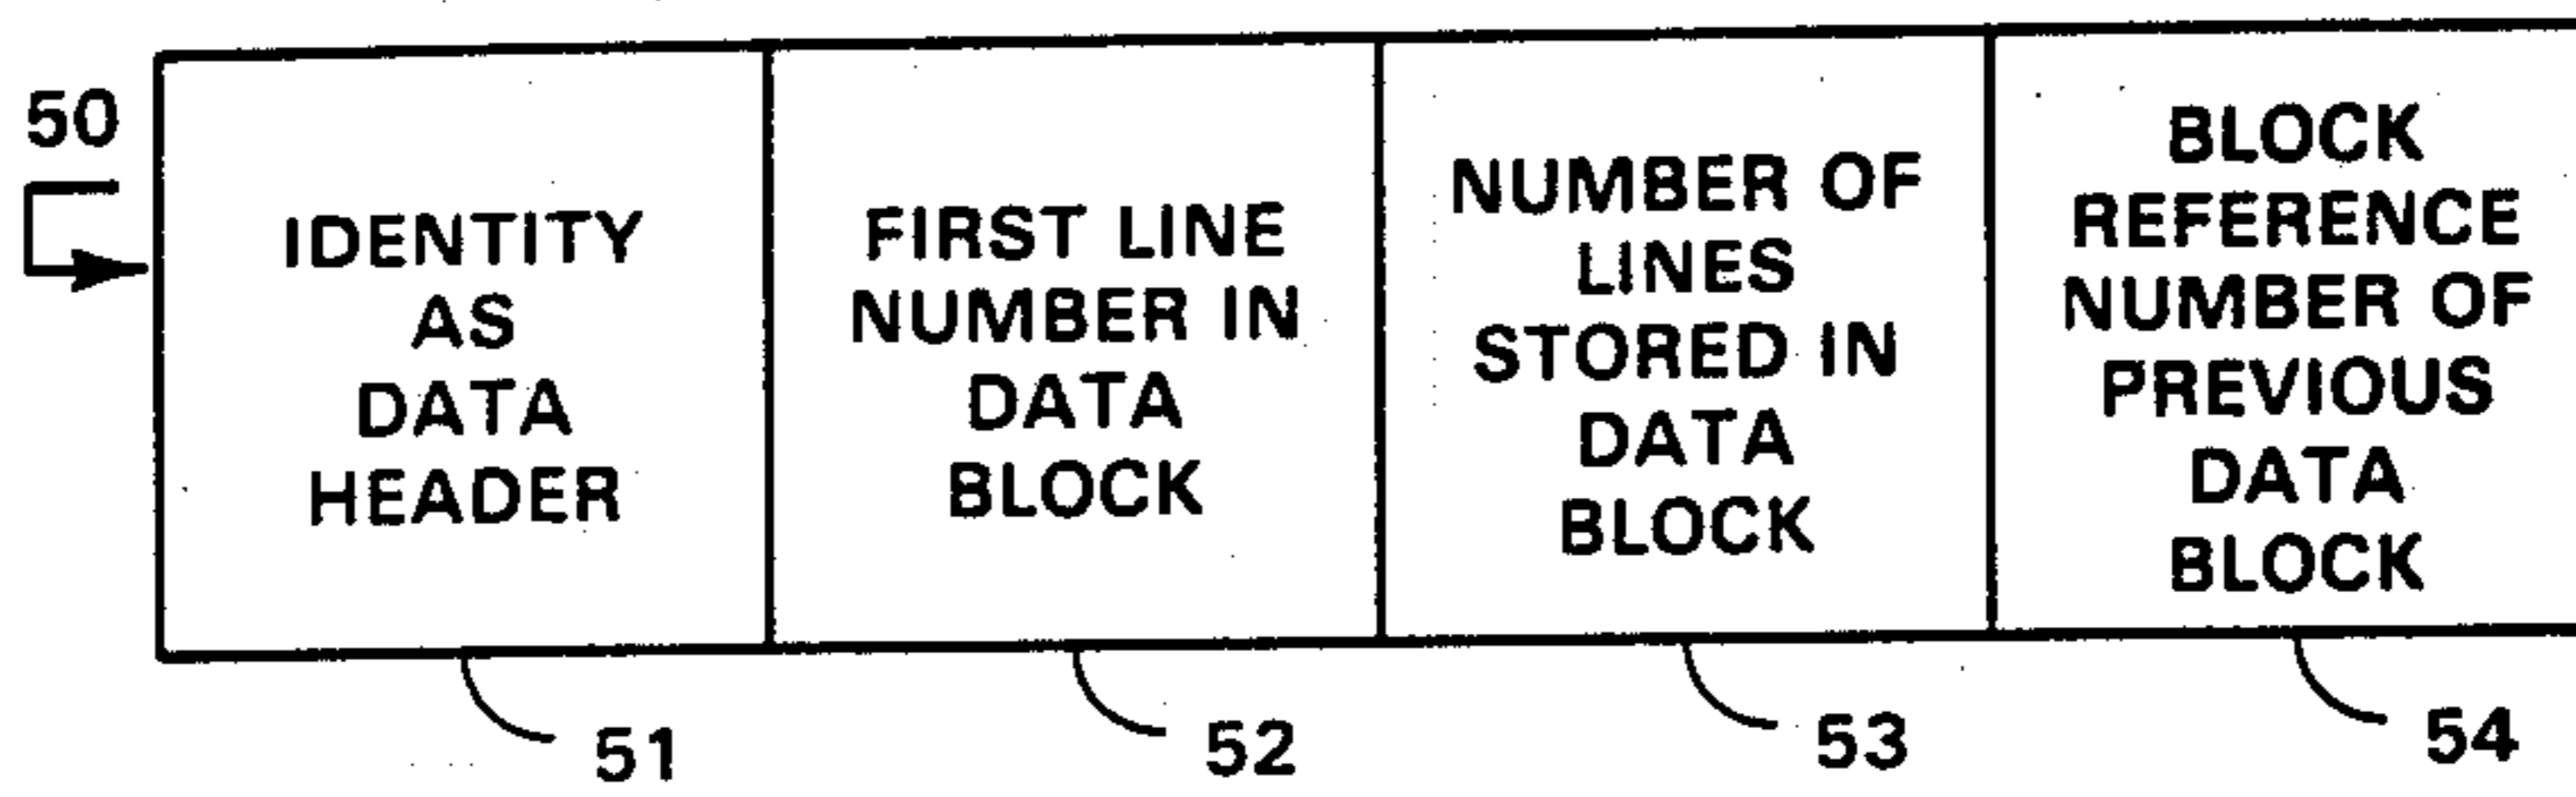 50
IDENTITY
AS
DATA
HEADER
FIRST LINE
NUMBER IN
DATA
BLOCK
NUMBER OF
LINES
STORED IN
DATA
BLOCK
BLOCK
REFERENCE
NUMBER OF
PREVIOUS
DATA
BLOCK
51
52
53
54